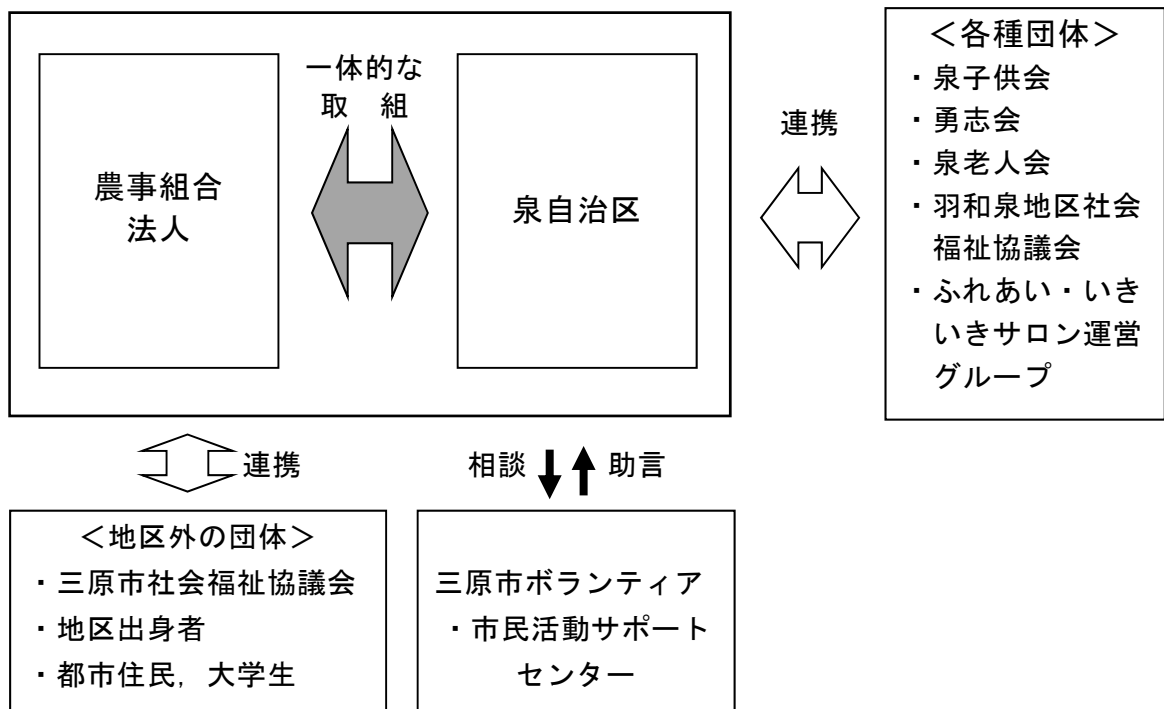 農事組合
法人
一体的な
取　組
泉自治区
連携
＜各種団体＞
・泉子供会
・勇志会
・泉老人会
・羽和泉地区社会
福祉協議会
・ふれあい・いき
いきサロン運営
グループ
連携
相談
助言
＜地区外の団体＞
・三原市社会福祉協議会
・地区出身者
・都市住民，大学生
三原市ボランティア
・市民活動サポート
センター